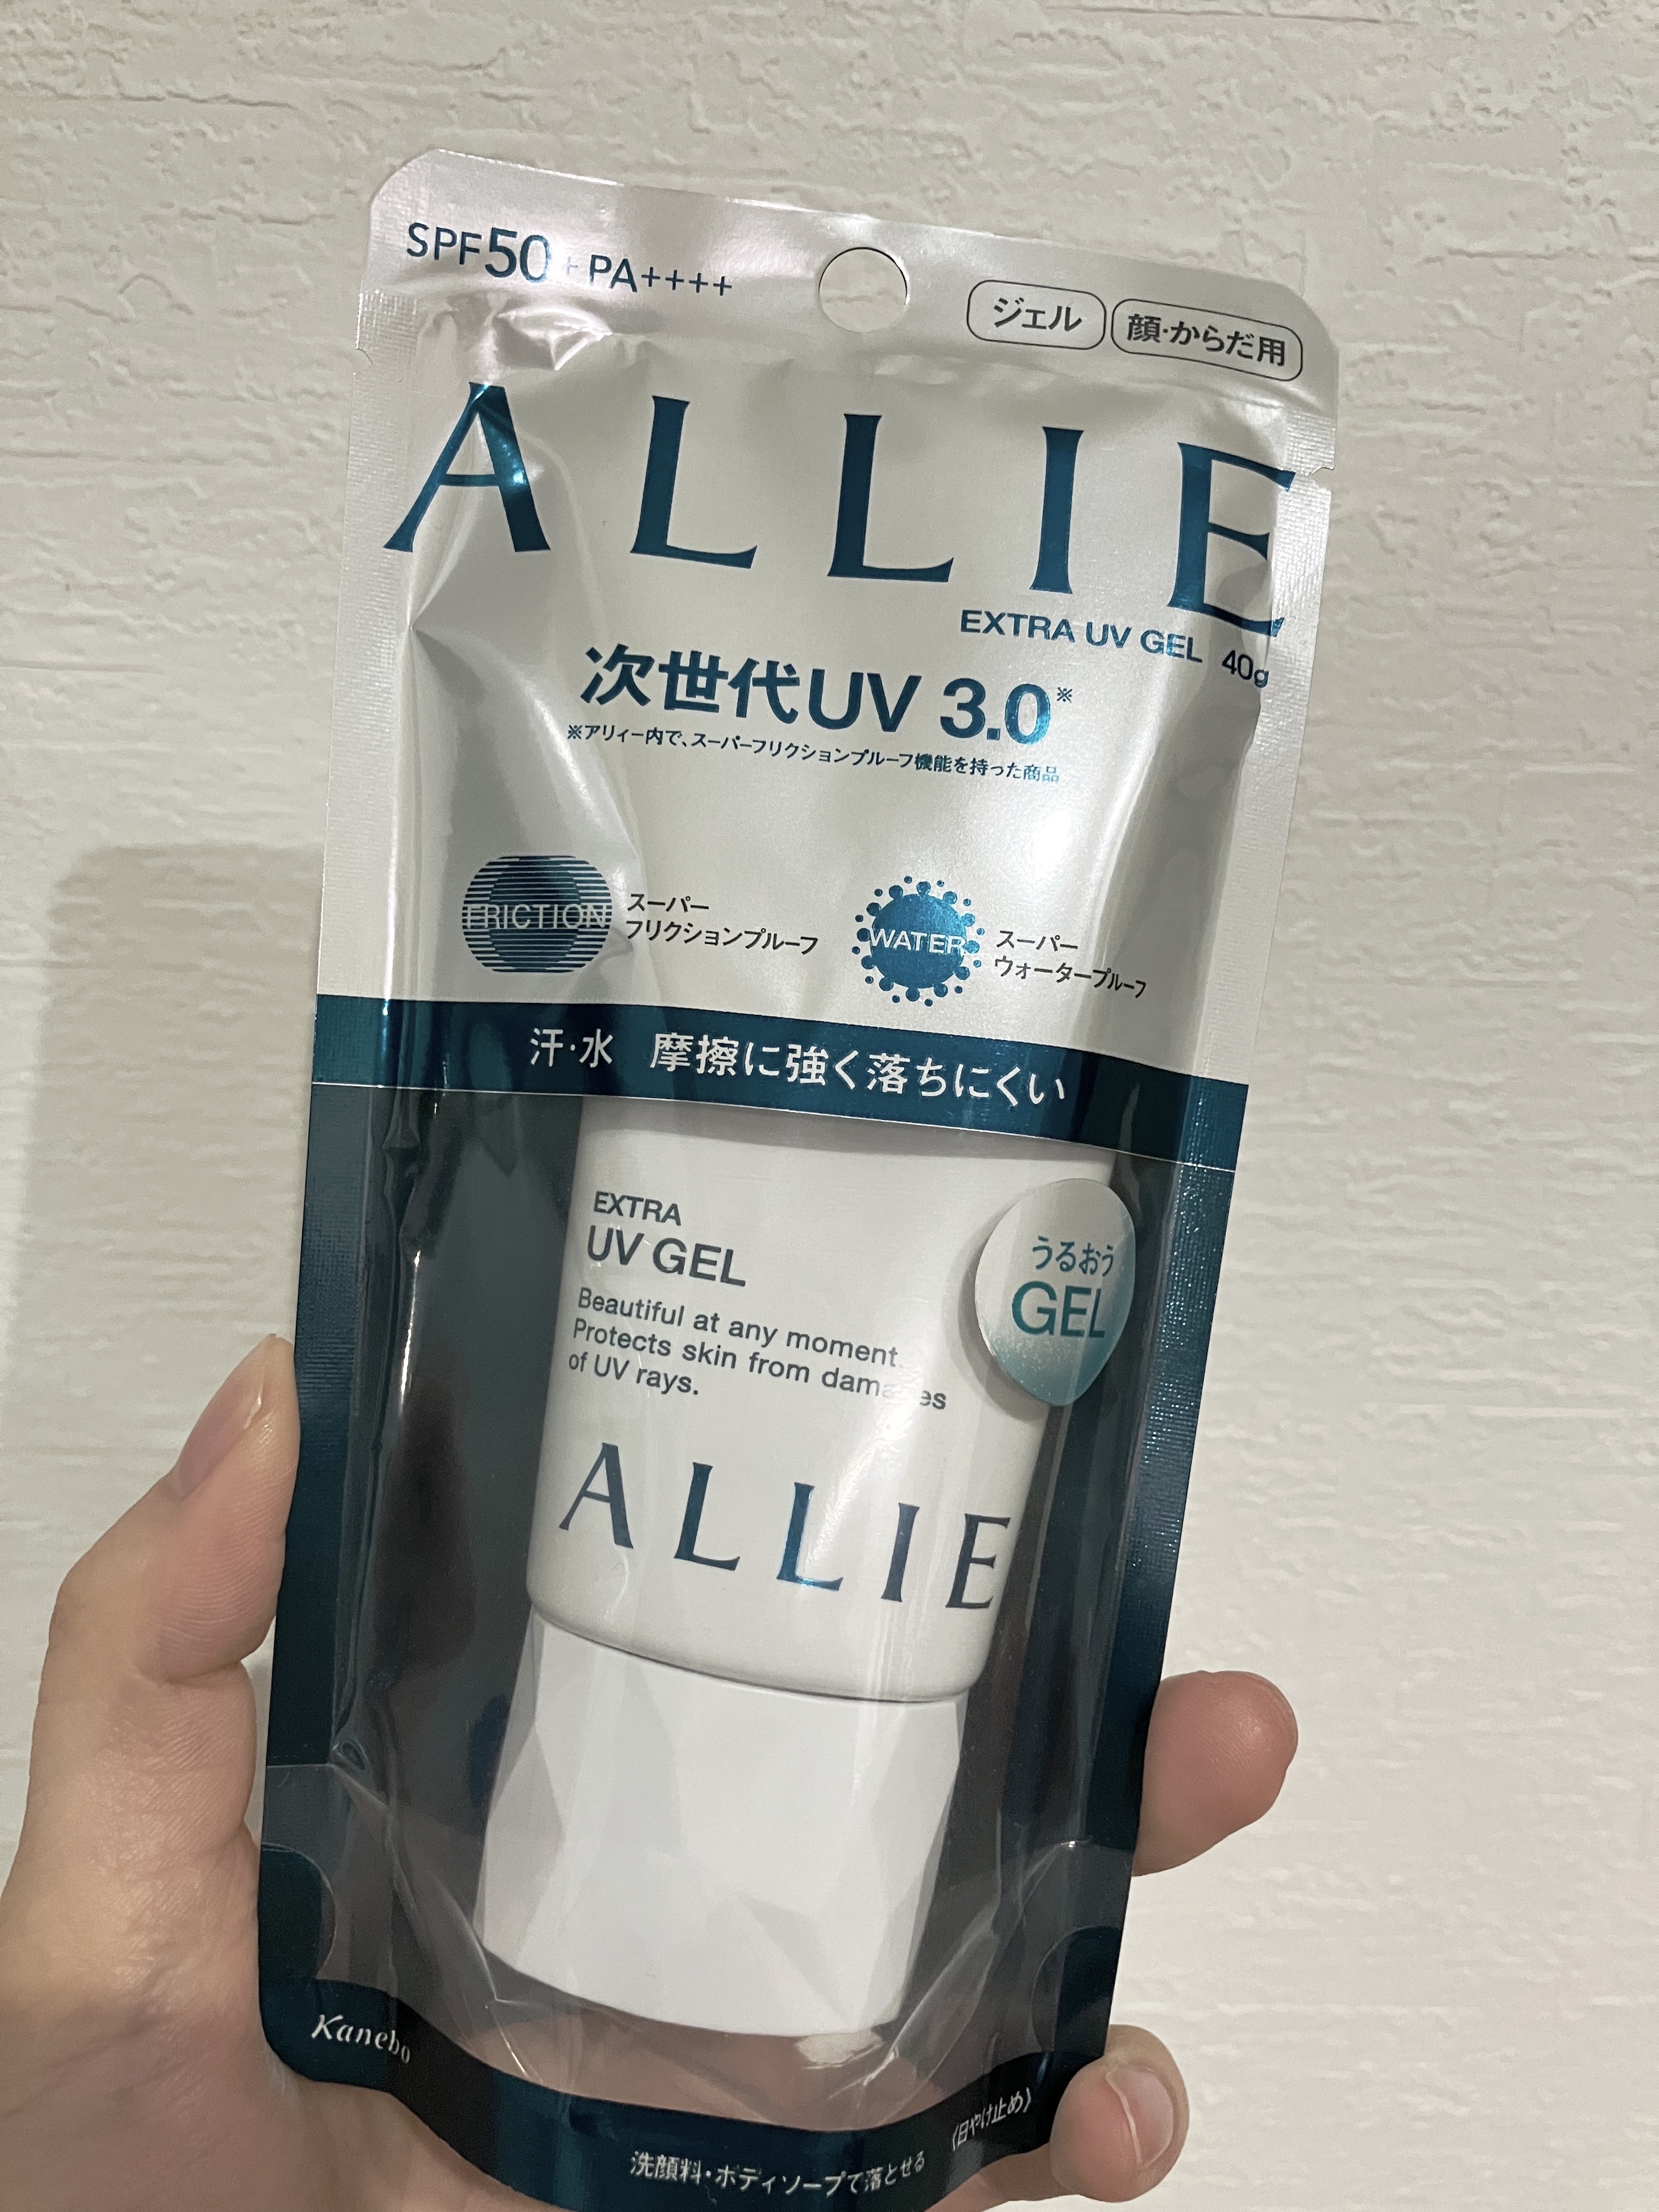 SPF50+ PA++++
ジェル 顔・からだ用
ALLIE
EXTRA UV GEL 40g
次世代UV 3.0※
※アリィー内で、スーパーフリクションプルーフ機能を持った商品
FRICTION
スーパー
フリクションプルーフ
WATER
スーパー
ウォータープルーフ
汗・水 摩擦に強く落ちにくい
EXTRA
UV GEL
Beautiful at any moment.
Protects skin from damages
of UV rays.
うるおう
GEL
ALLIE
Kanebo
〈日やけ止め〉
洗顔料・ボディソープで落とせる